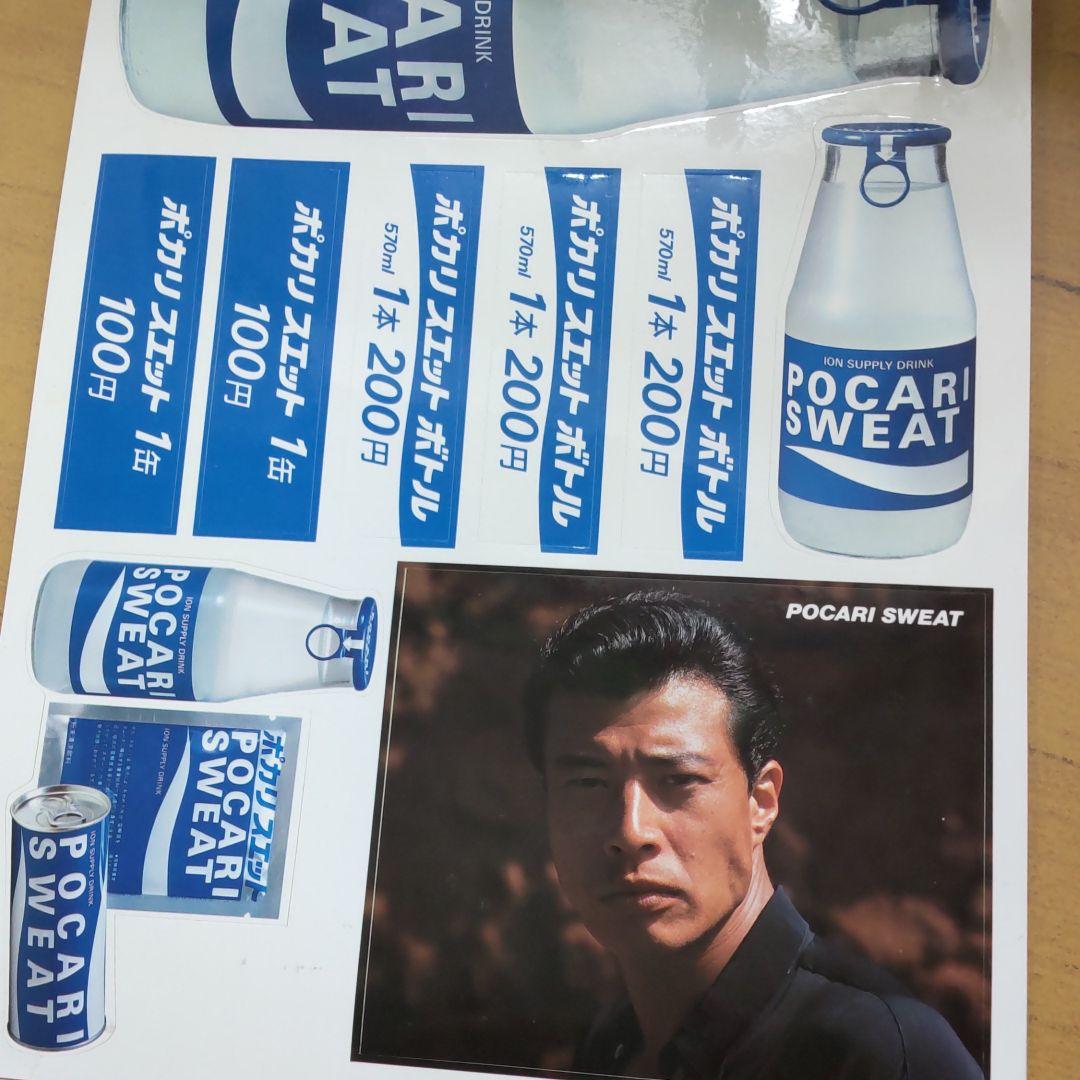 DRINK
ARI
AT
ポカリスエット 1缶
100円
ポカリスエット 1缶
100円
ポカリスエット ボトル
570ml 1本 200円
ポカリスエット ボトル
570ml 1本 200円
ポカリスエット ボトル
570ml 1本 200円
ION SUPPLY DRINK
POCARI
SWEAT
ION SUPPLY DRINK
POCARI
SWEAT
ポカリスエット
POCARI
SWEAT
ION SUPPLY DRINK
ION SUPPLY DRINK
POCARI
SWEAT
POCARI SWEAT